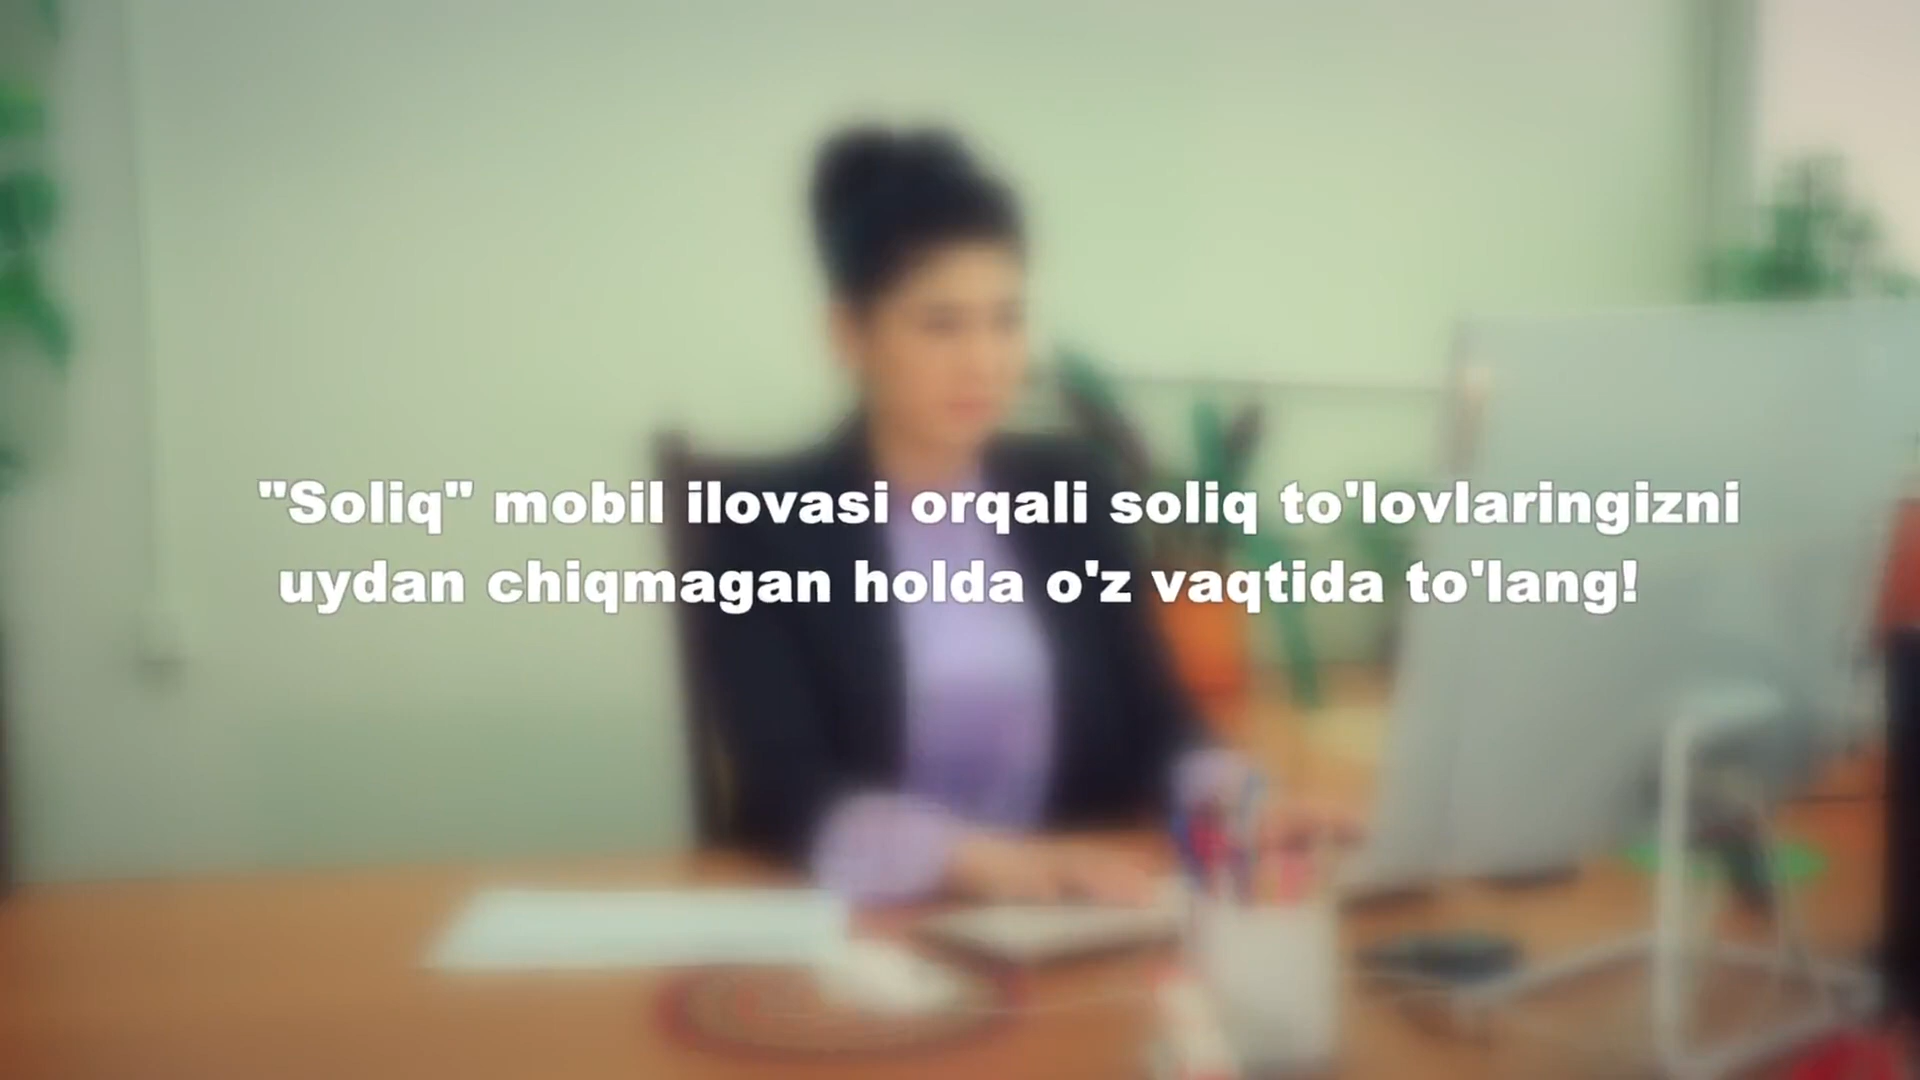 "Soliq" mobil ilovasi orqali soliq to'lovlaringizni
uydan chiqmagan holda o'z vaqtida to'lang!